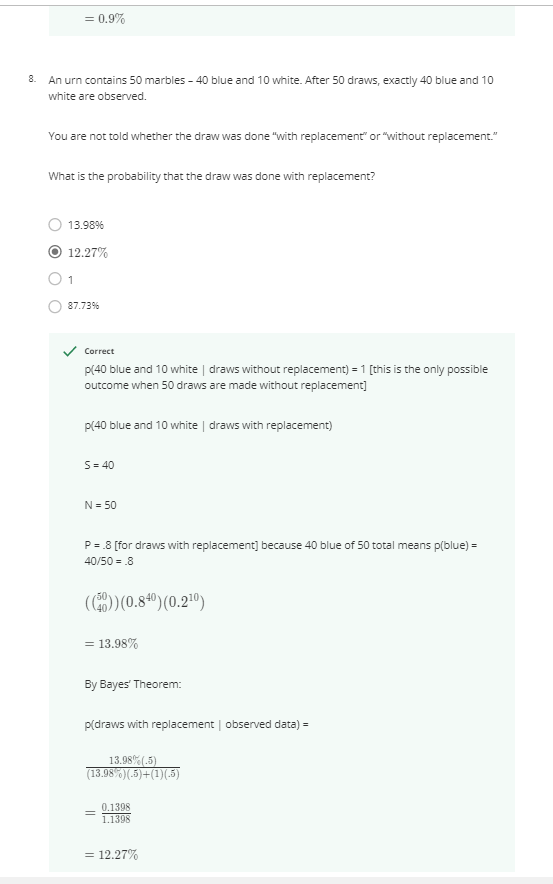 = 0.9%
8. An urn contains 50 marbles – 40 blue and 10 white. After 50 draws, exactly 40 blue and 10
white are observed.
You are not told whether the draw was done "with replacement" or "without replacement."
What is the probability that the draw was done with replacement?
13.98%
12.27%
1
87.73%
Correct
p(40 blue and 10 white | draws without replacement) = 1 [this is the only possible
outcome when 50 draws are made without replacement]
p(40 blue and 10 white | draws with replacement)
S = 40
N = 50
P = .8 [for draws with replacement] because 40 blue of 50 total means p(blue) =
40/50 = .8
((50 40))(0.8^40)(0.2^10)
= 13.98%
By Bayes' Theorem:
p(draws with replacement | observed data) =
13.98%(.5)
(13.98%)(.5)+(1)(.5)
= 0.1398
1.1398
= 12.27%